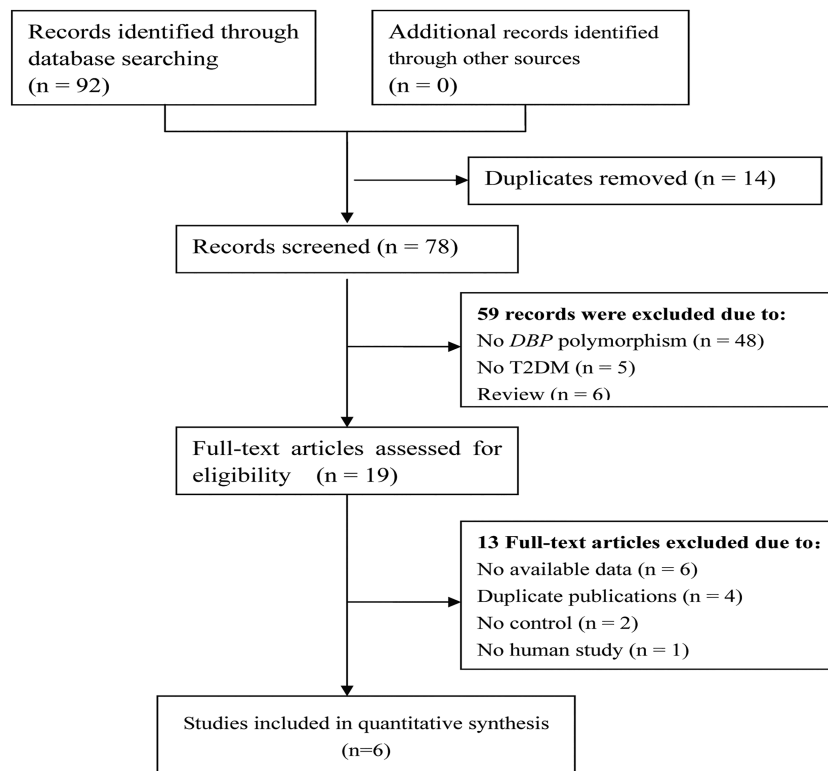 Records identified through
database searching
(n = 92)
Additional records identified
through other sources
(n = 0)
Duplicates removed (n = 14)
Records screened (n = 78)
59 records were excluded due to:
No DBP polymorphism (n = 48)
No T2DM (n = 5)
Review (n = 6)
Full-text articles assessed for
eligibility (n = 19)
13 Full-text articles excluded due to：
No available data (n = 6)
Duplicate publications (n = 4)
No control (n = 2)
No human study (n = 1)
Studies included in quantitative synthesis
(n=6)